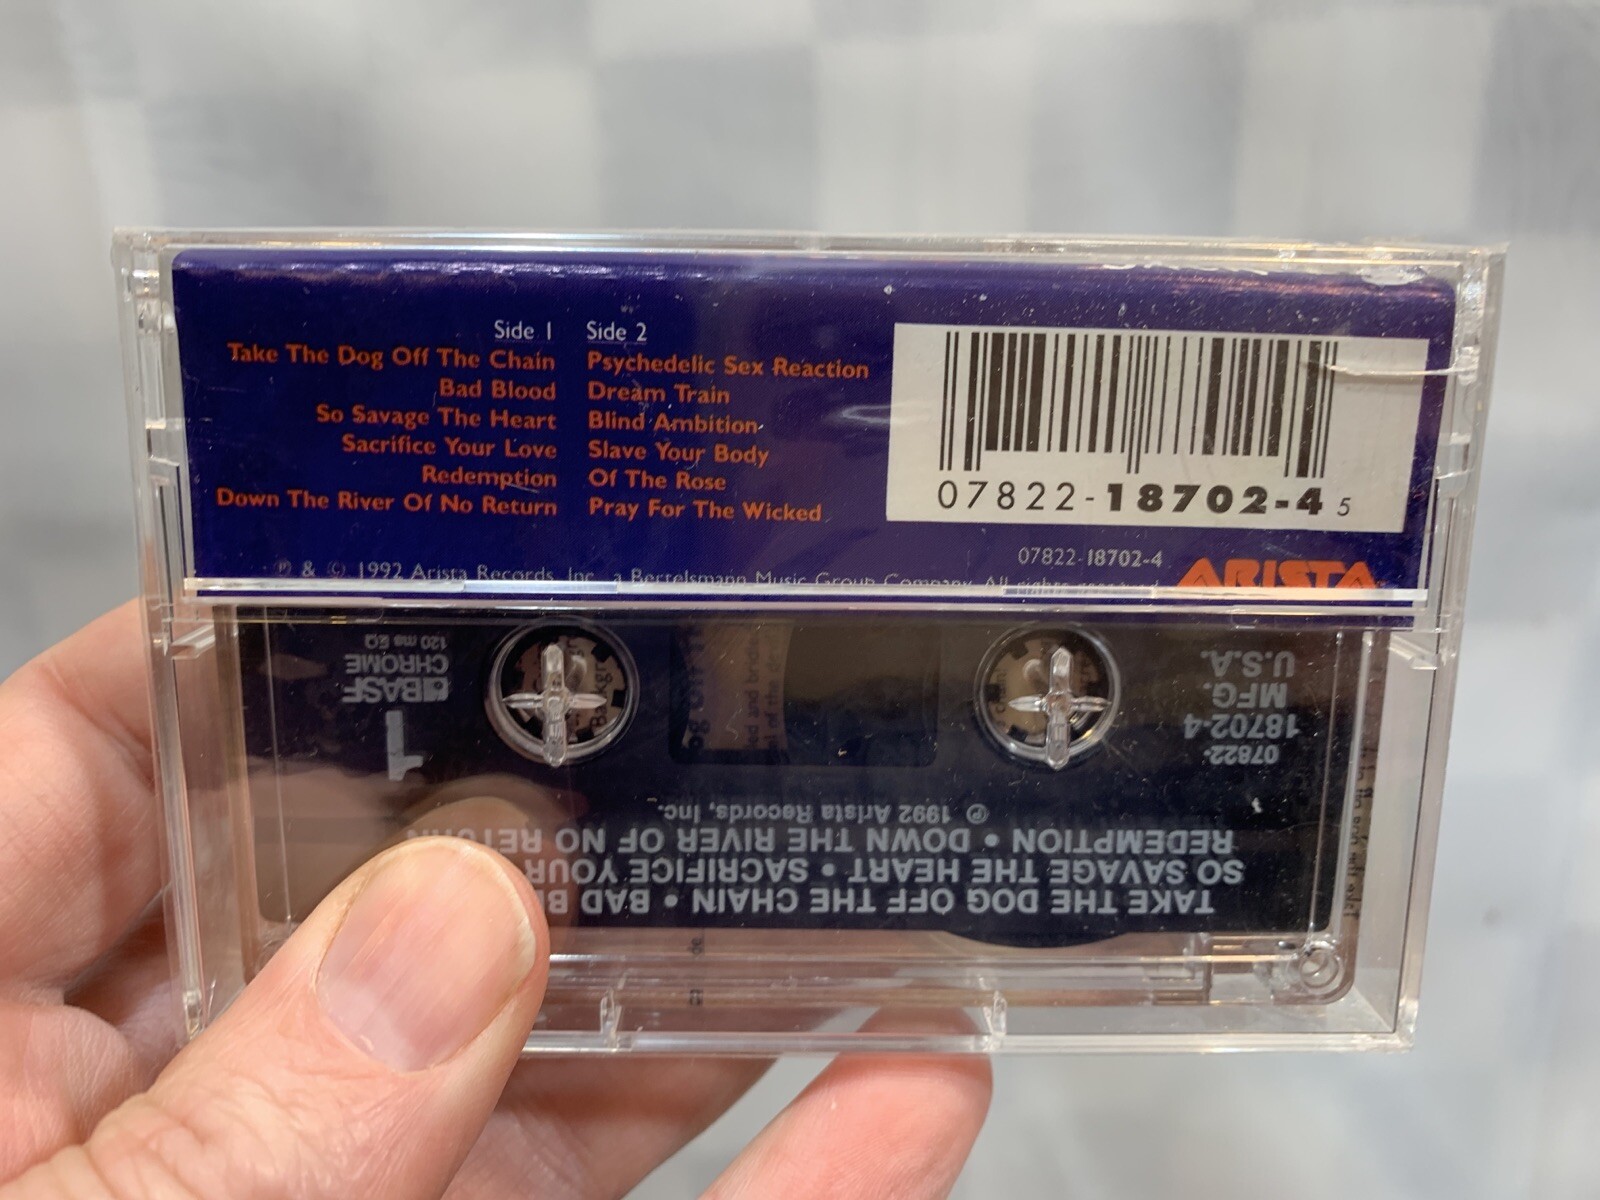 Side 1
Take The Dog Off The Chain
Bad Blood
So Savage The Heart
Sacrifice Your Love
Redemption
Down The River Of No Return
Side 2
Psychedelic Sex Reaction
Dream Train
Blind Ambition
Slave Your Body
Of The Rose
Pray For The Wicked
07822-18702-4 5
07822-18702-4
ARISTA
℗ & © 1992 Arista Records, Inc., a Bertelsmann Music Group Company. All rights reserved
TAKE THE DOG OFF THE CHAIN • BAD
SO SAVAGE THE HEART • SACRIFICE YOUR
REDEMPTION • DOWN THE RIVER OF NO RETURN
℗ 1992 Arista Records, Inc.
07822-
18702-4
MFG.
U.S.A.
1
BASF
CHROME
120 ms EQ